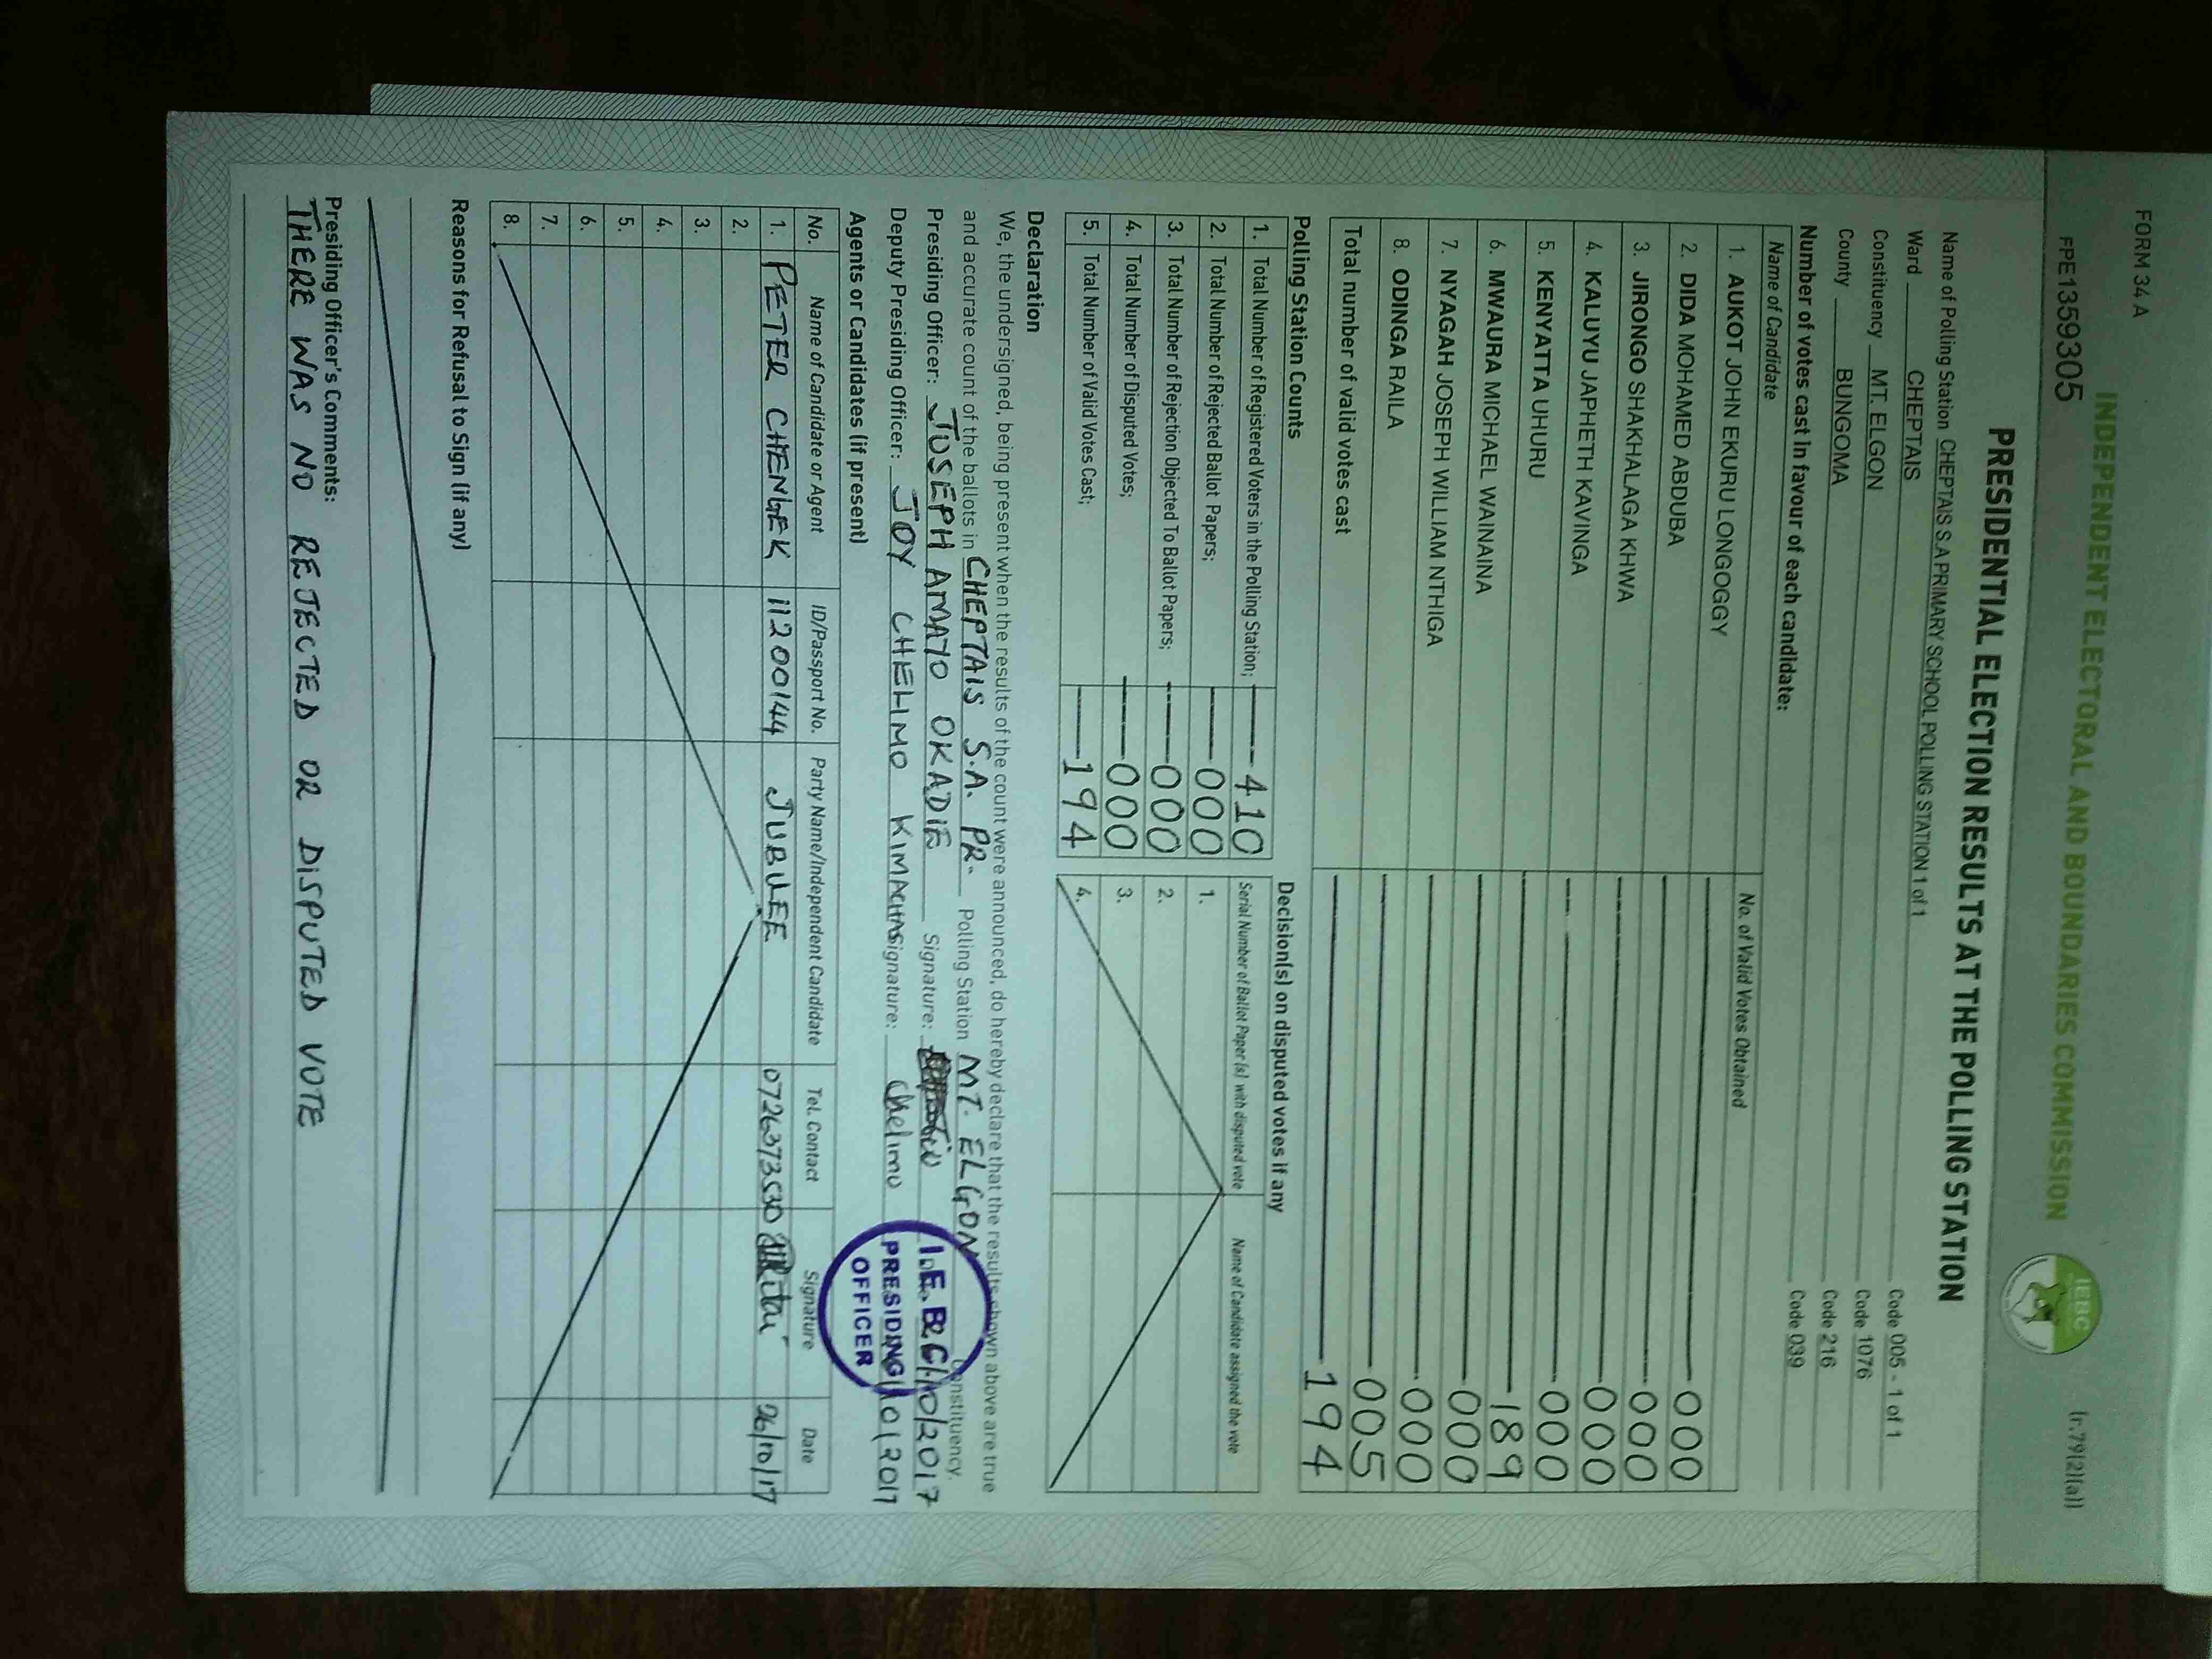 FORM 34 A
(r.79(2)(a))
INDEPENDENT ELECTORAL AND BOUNDARIES COMMISSION
IEBC
FPE1359305
PRESIDENTIAL ELECTION RESULTS AT THE POLLING STATION
Name of Polling Station CHEPTAIS S.A PRIMARY SCHOOL POLLING STATION 1 of 1 Code 005 - 1 of 1
Ward CHEPTAIS Code 1076
Constituency MT. ELGON Code 216
County BUNGOMA Code 039
Number of votes cast in favour of each candidate:
Name of Candidate No. of Valid Votes Obtained
1. AUKOT JOHN EKURU LONGOGGY 000
2. DIDA MOHAMED ABDUBA 000
3. JIRONGO SHAKHALAGA KHWA 000
4. KALUYU JAPHETH KAVINGA 000
5. KENYATTA UHURU 189
6. MWAURA MICHAEL WAINAINA 000
7. NYAGAH JOSEPH WILLIAM NTHIGA 000
8. ODINGA RAILA 005
Total number of valid votes cast 194
Polling Station Counts
1. Total Number of Registered Voters in the Polling Station; 410
2. Total Number of Rejected Ballot Papers; 000
3. Total Number of Rejection Objected To Ballot Papers; 000
4. Total Number of Disputed Votes; 000
5. Total Number of Valid Votes Cast; 194
Decision(s) on disputed votes if any
Serial Number of Ballot Paper(s) with disputed vote Name of Candidate assigned the vote
1.
2.
3.
4.
Declaration
We, the undersigned, being present when the results of the count were announced, do hereby declare that the results shown above are true
and accurate count of the ballots in CHEPTAIS S.A. PR. Polling Station MT. ELGON Constituency.
Presiding Officer: JOSEPH AMAYO OKADIE Signature: /10/2017
Deputy Presiding Officer: JOY CHELIMO Signature: Chelimo /10/2017
I.E.B.C
PRESIDING
OFFICER
Agents or Candidates (if present)
No. Name of Candidate or Agent ID/Passport No. Party Name/Independent Candidate Tel. Contact Signature Date
1. PETER CHENGEK 11200144 JUBILEE 0726373530 26/10/17
2.
3.
4.
5.
6.
7.
8.
Reasons for Refusal to Sign (if any)
Presiding Officer's Comments:
THERE WAS NO REJECTED OR DISPUTED VOTE